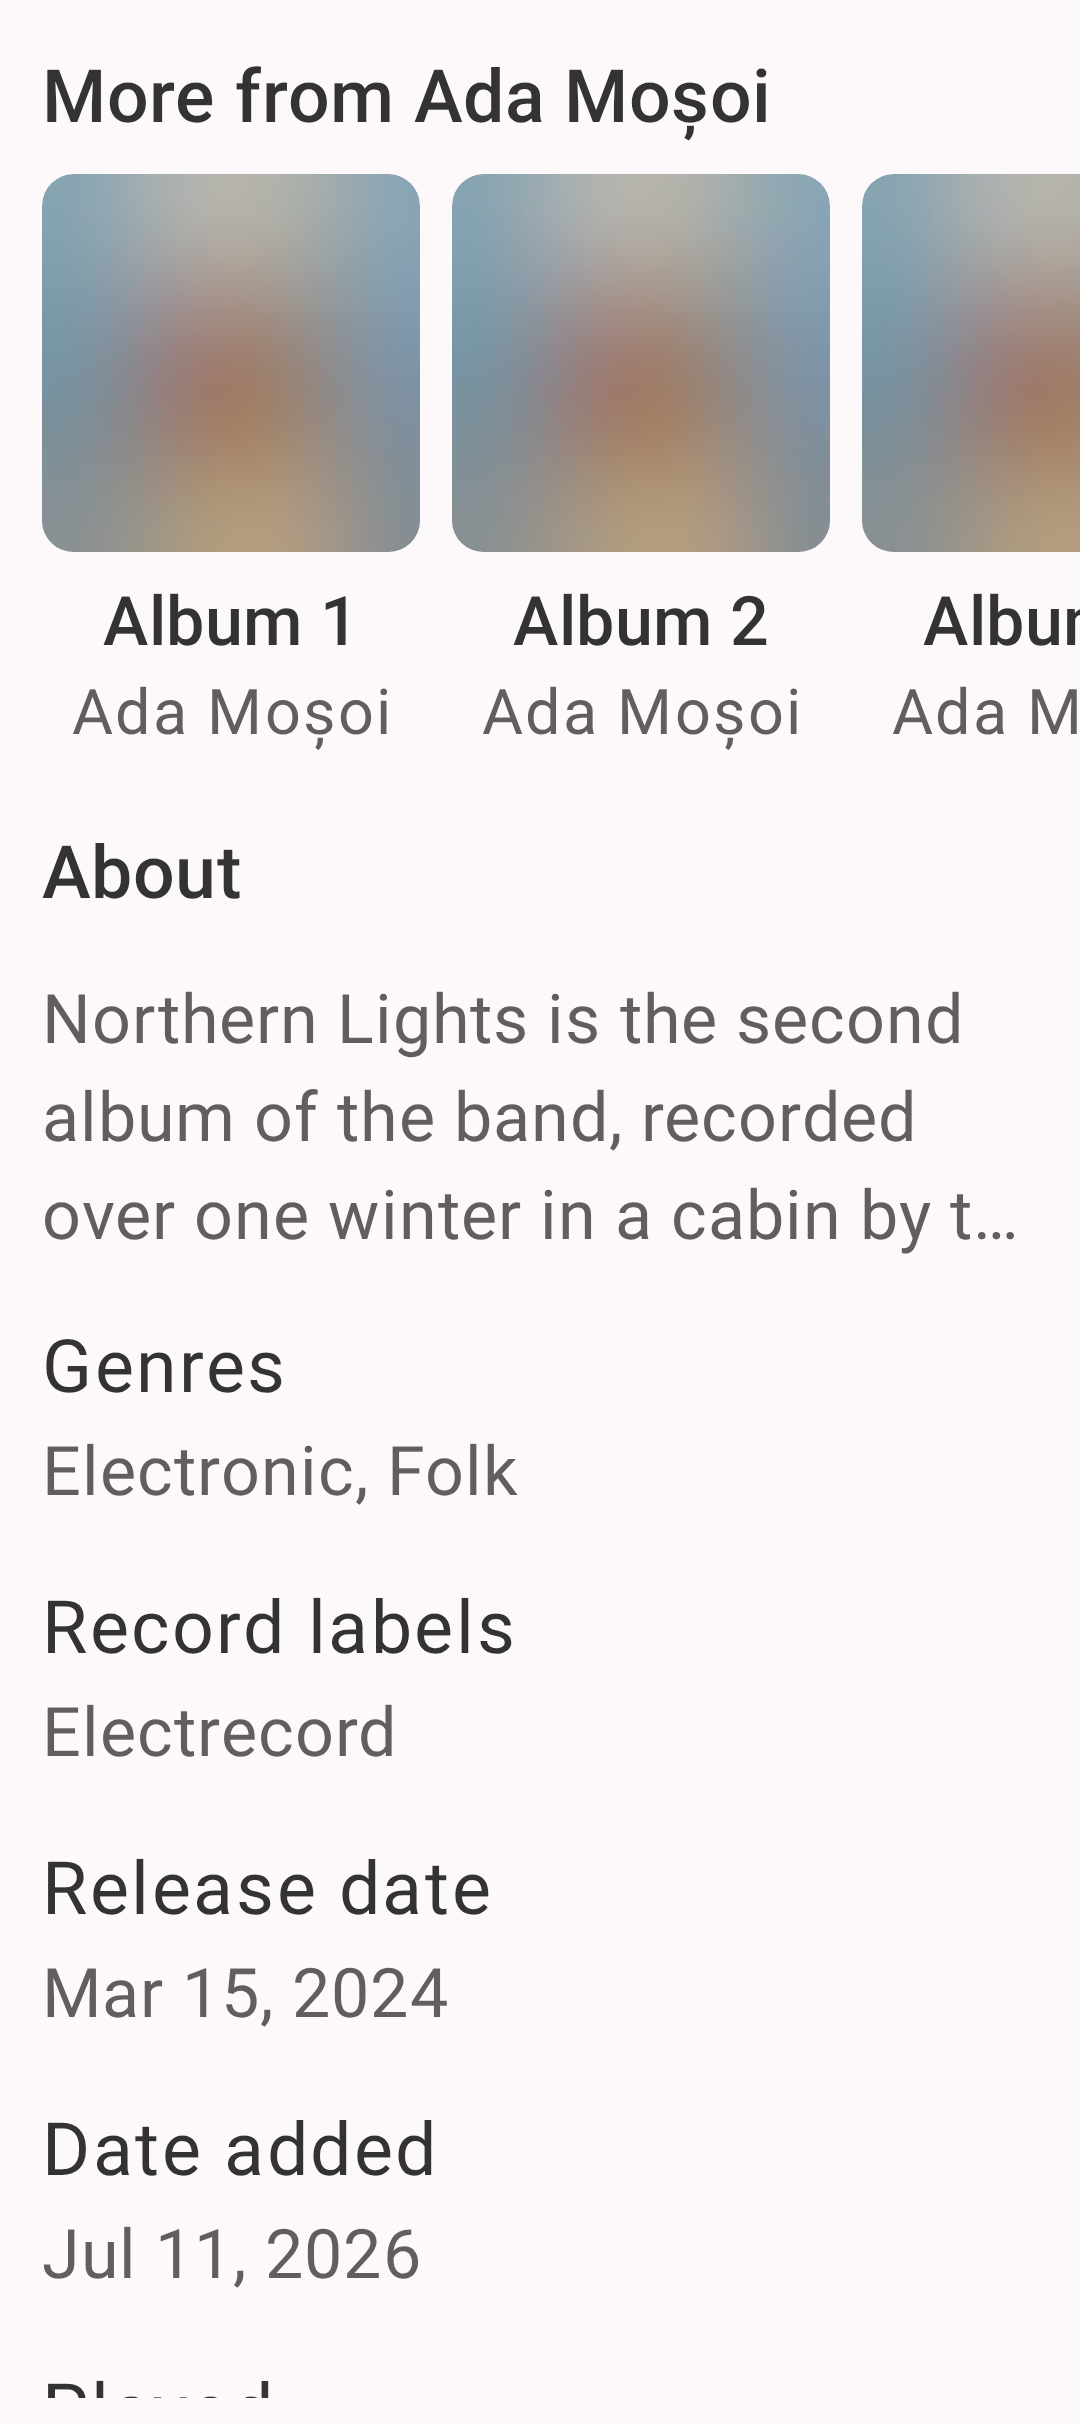 More from Ada Moșoi
Album 1
Ada Moșoi
Album 2
Ada Moșoi
Ada
About
Northern Lights is the second
album of the band, recorded
over one winter in a cabin by t…
Genres
Electronic, Folk
Record labels
Electrecord
Release date
Mar 15, 2024
Date added
Jul 11, 2026